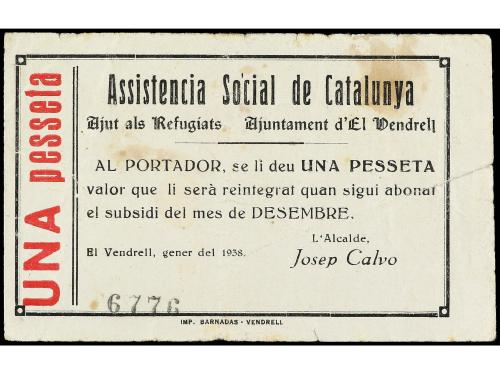 UNA pesseta
Assistencia Social de Catalunya
Ajut als Refugiats Ajuntament d'El Vendrell
AL PORTADOR, se li deu UNA PESSETA
valor que li serà reintegrat quan sigui abonat
el subsidi del mes de DESEMBRE.
L'Alcalde,
El Vendrell, gener del 1938.
Josep Calvo
6776
IMP. BARNADAS - VENDRELL